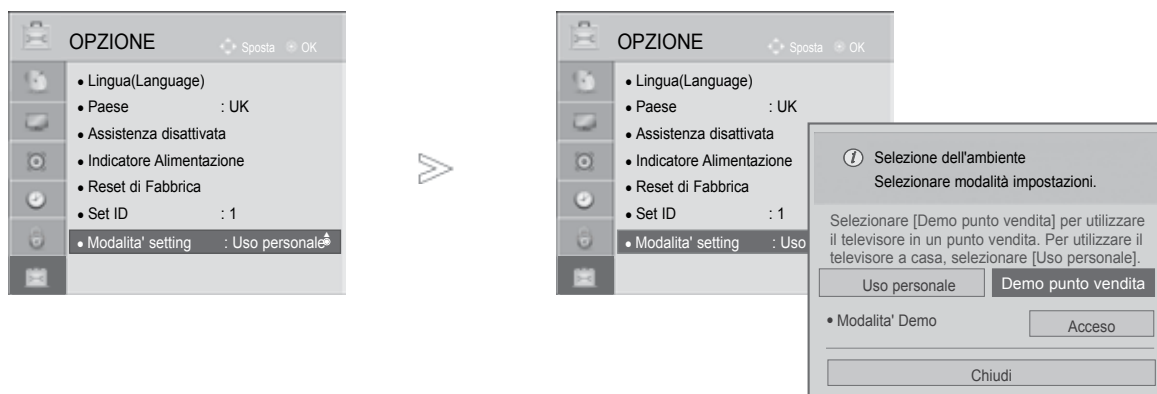 OPZIONE
Sposta OK
• Lingua(Language)
• Paese : UK
• Assistenza disattivata
• Indicatore Alimentazione
• Reset di Fabbrica
• Set ID : 1
• Modalita' setting : Uso personale
OPZIONE
Sposta OK
• Lingua(Language)
• Paese : UK
• Assistenza disattivata
• Indicatore Alimentazione
• Reset di Fabbrica
• Set ID : 1
• Modalita' setting : Uso
i Selezione dell'ambiente
Selezionare modalità impostazioni.
Selezionare [Demo punto vendita] per utilizzare
il televisore in un punto vendita. Per utilizzare il
televisore a casa, selezionare [Uso personale].
Uso personale Demo punto vendita
• Modalita' Demo Acceso
Chiudi